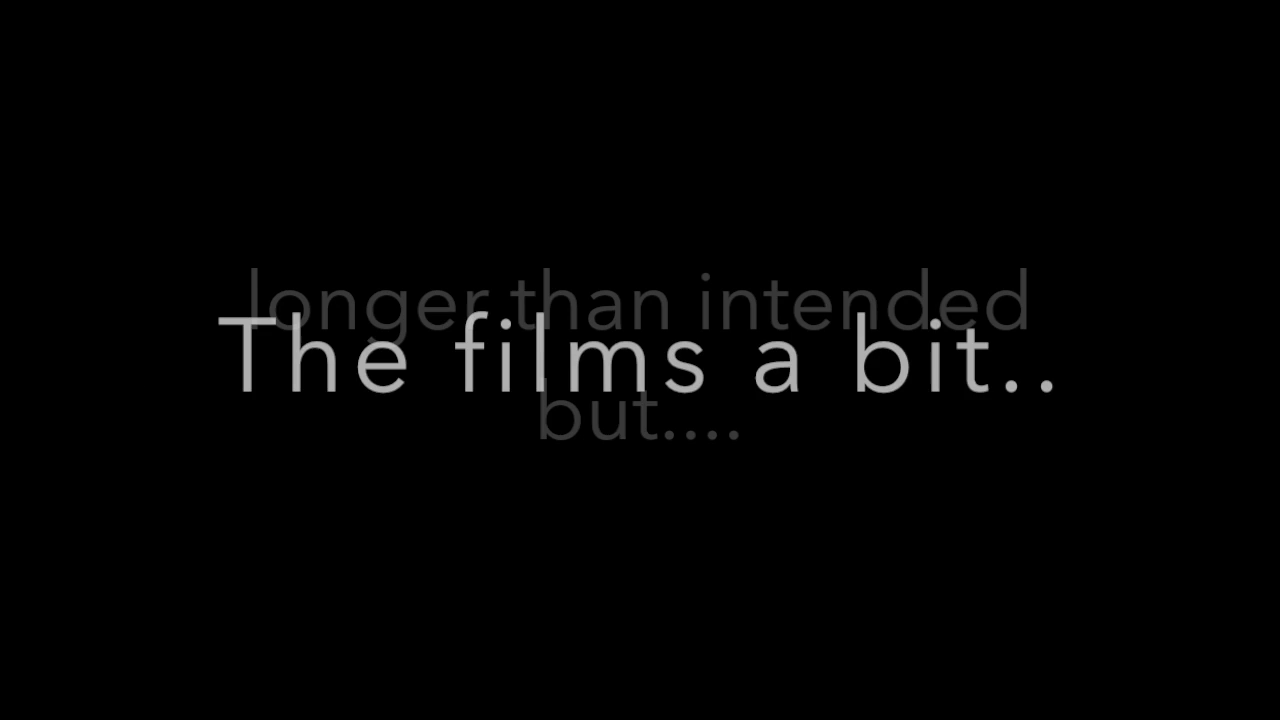 The films a bit..
longer than intended
but....